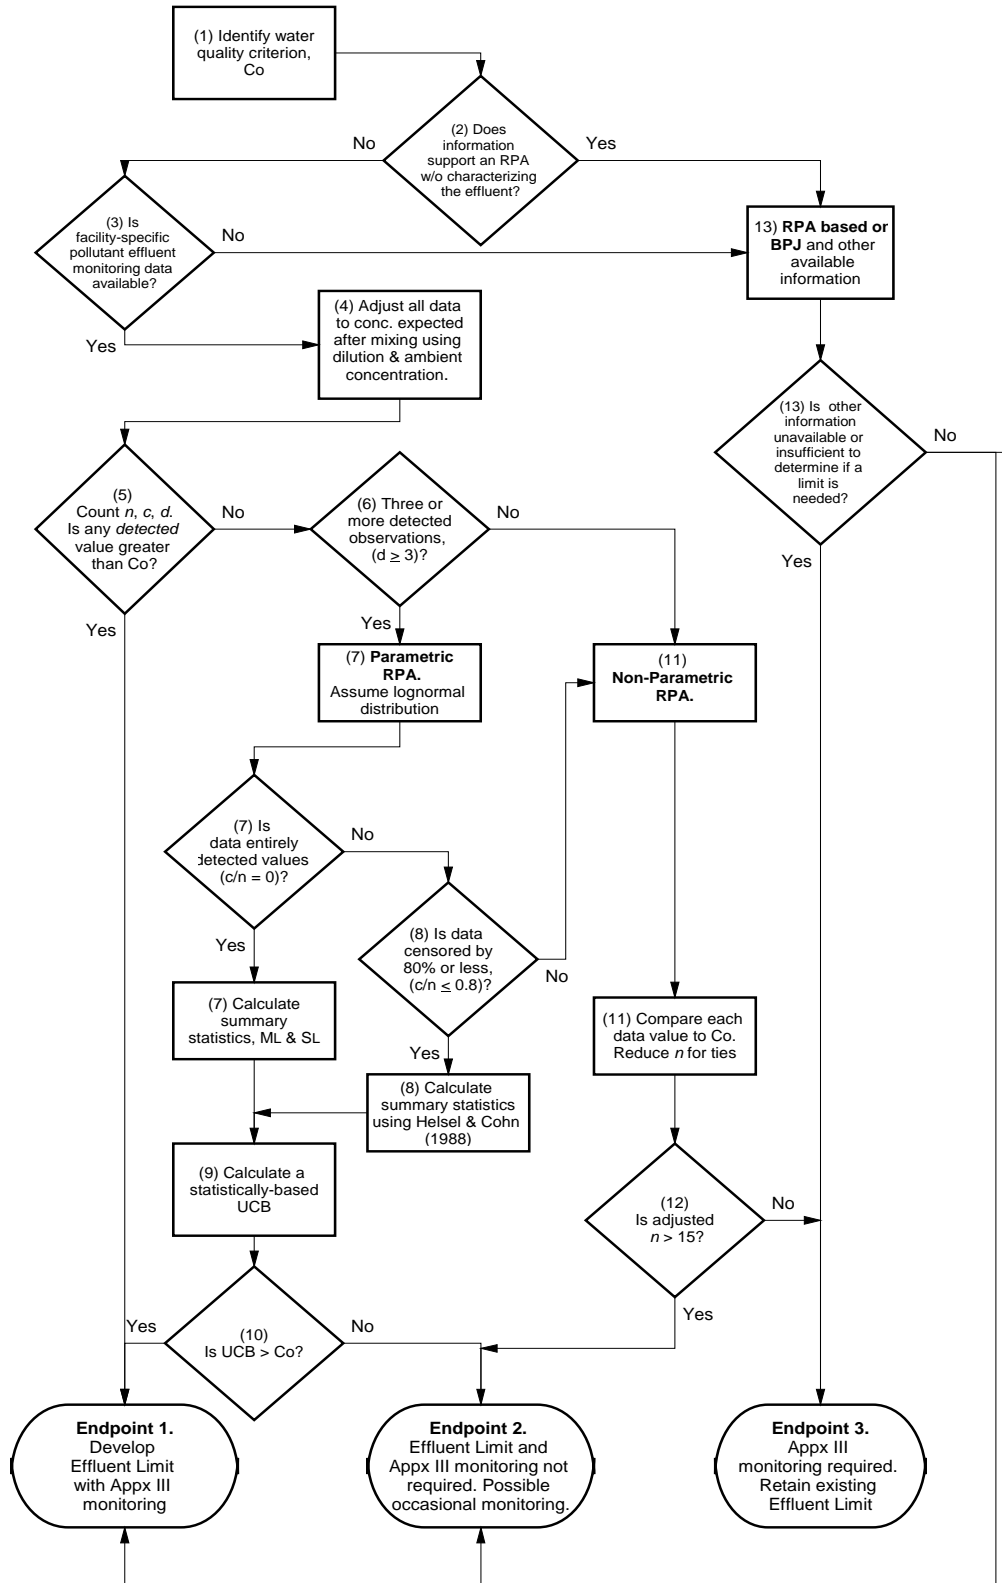 (1) Identify water
quality criterion,
Co
(2) Does
information
support an RPA
w/o characterizing
the effluent?
No
Yes
(3) Is
facility-specific
pollutant effluent
monitoring data
available?
No
Yes
13) RPA based or
BPJ and other
available
information
(4) Adjust all data
to conc. expected
after mixing using
dilution & ambient
concentration.
(13) Is other
information
unavailable or
insufficient to
determine if a
limit is
needed?
No
Yes
(5)
Count n, c, d.
Is any detected
value greater
than Co?
No
Yes
(6) Three or
more detected
observations,
(d ≥ 3)?
No
Yes
(7) Parametric
RPA.
Assume lognormal
distribution
(11)
Non-Parametric
RPA.
(7) Is
data entirely
detected values
(c/n = 0)?
No
Yes
(8) Is data
censored by
80% or less,
(c/n ≤ 0.8)?
No
Yes
(7) Calculate
summary
statistics, ML & SL
(11) Compare each
data value to Co.
Reduce n for ties
(8) Calculate
summary statistics
using Helsel & Cohn
(1988)
(9) Calculate a
statistically-based
UCB
(12)
Is adjusted
n > 15?
No
Yes
(10)
Is UCB > Co?
Yes
No
Endpoint 1.
Develop
Effluent Limit
with Appx III
monitoring
Endpoint 2.
Effluent Limit and
Appx III monitoring not
required. Possible
occasional monitoring.
Endpoint 3.
Appx III
monitoring required.
Retain existing
Effluent Limit